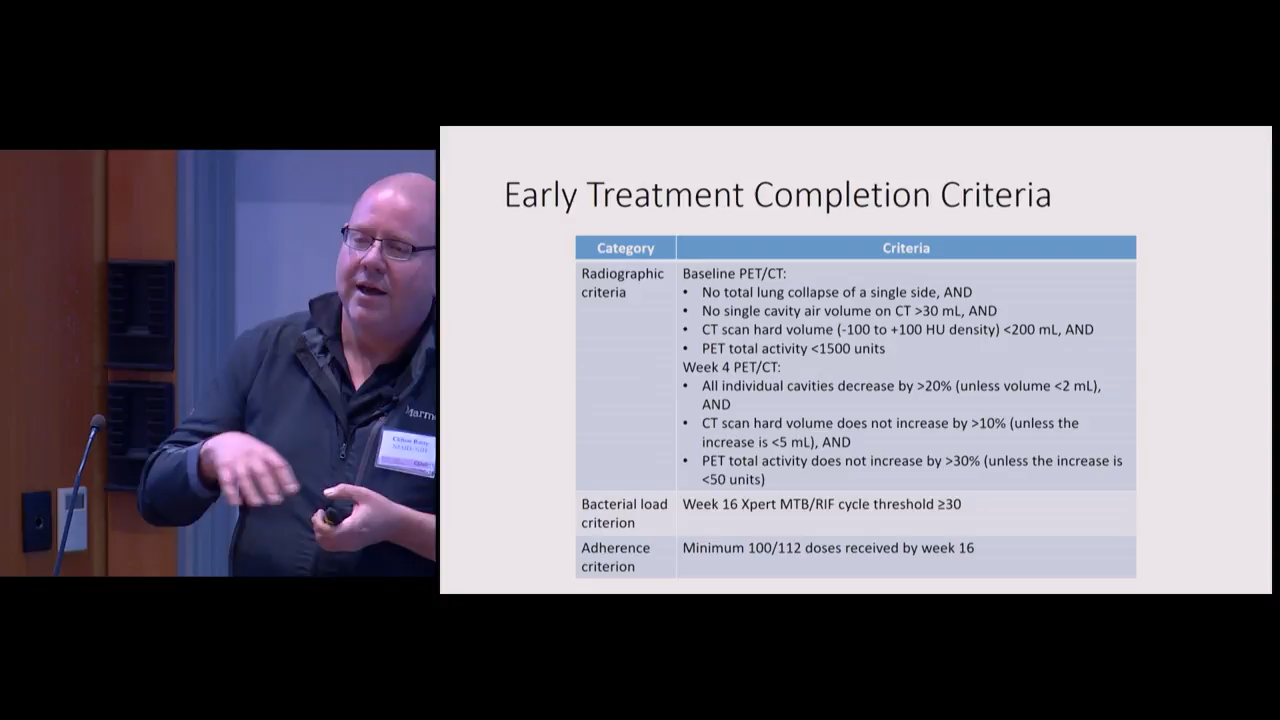 Early Treatment Completion Criteria
Category Criteria
Radiographic criteria
Baseline PET/CT:
• No total lung collapse of a single side, AND
• No single cavity air volume on CT >30 mL, AND
• CT scan hard volume (-100 to +100 HU density) <200 mL, AND
• PET total activity <1500 units
Week 4 PET/CT:
• All individual cavities decrease by >20% (unless volume <2 mL),
AND
• CT scan hard volume does not increase by >10% (unless the
increase is <5 mL), AND
• PET total activity does not increase by >30% (unless the increase is
<50 units)
Bacterial load
criterion
Week 16 Xpert MTB/RIF cycle threshold ≥30
Adherence
criterion
Minimum 100/112 doses received by week 16
Marm
Clifton Barry
NIAID/NIH